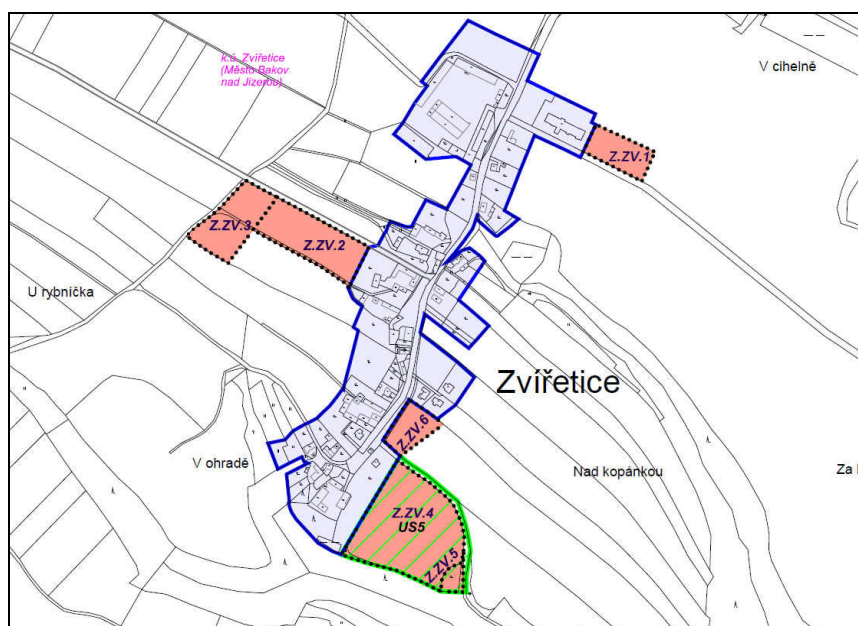 k.ú. Zvířetice
(Město Bakov
nad Jizerou)
V cihelně
Z.ZV.1
Z.ZV.3
Z.ZV.2
U rybníčka
Zvířetice
Z.ZV.6
V ohradě
Nad kopánkou
Za
Z.ZV.4
US5
Z.ZV.5